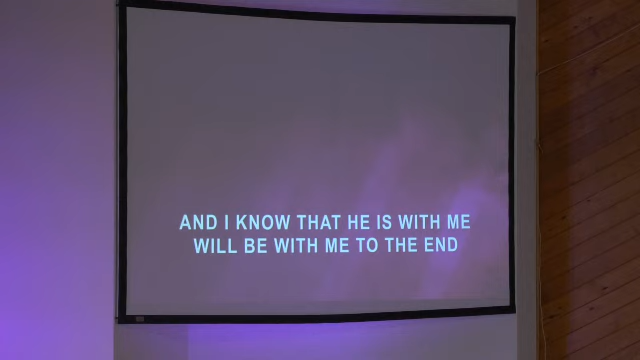 AND I KNOW THAT HE IS WITH ME
WILL BE WITH ME TO THE END